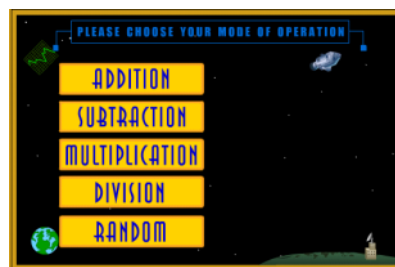 PLEASE CHOOSE YOUR MODE OF OPERATION
ADDITION
SUBTRACTION
MULTIPLICATION
DIVISION
RANDOM